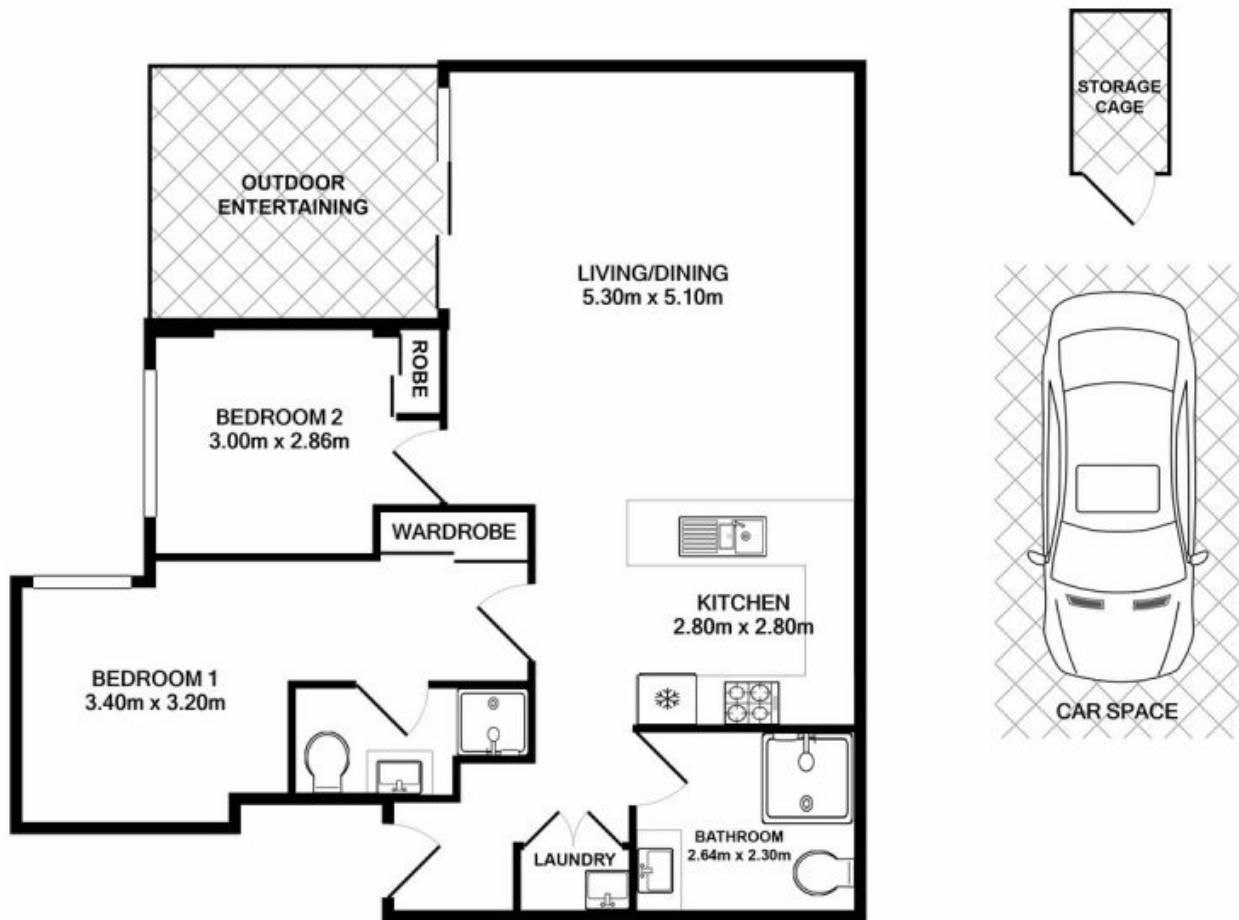 STORAGE
CAGE
OUTDOOR
ENTERTAINING
LIVING/DINING
5.30m x 5.10m
ROBE
BEDROOM 2
3.00m x 2.86m
WARDROBE
KITCHEN
2.80m x 2.80m
BEDROOM 1
3.40m x 3.20m
CAR SPACE
BATHROOM
2.64m x 2.30m
LAUNDRY